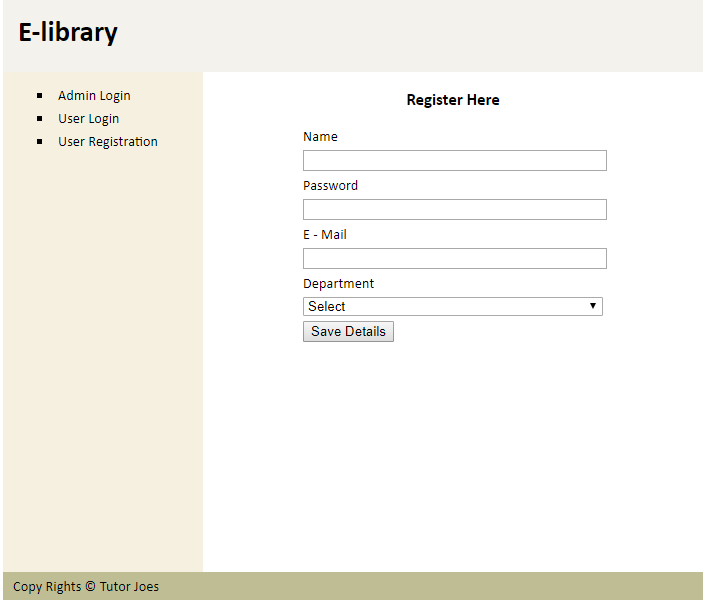 E-library
Admin Login
User Login
User Registration
Register Here
Name
Password
E - Mail
Department
Select
Save Details
Copy Rights © Tutor Joes